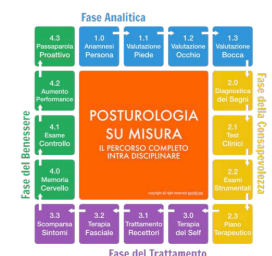 Fase Analitica
4.3
Passaparola
Proattivo
1.0
Anamnesi
Persona
1.1
Valutazione
Piede
1.2
Valutazione
Occhio
1.3
Valutazione
Bocca
4.2
Aumento
Performance
2.0
Diagnostica
dei Segni
4.1
Esame
Controllo
2.1
Test
Clinici
4.0
Memoria
Cervello
2.2
Esami
Strumentali
3.3
Scomparsa
Sintomi
3.2
Terapia
Fasciale
3.1
Trattamento
Recettori
3.0
Terapia
del Self
2.3
Piano
Terapeutico
POSTUROLOGIA
SU MISURA
IL PERCORSO COMPLETO
INTRA DISCIPLINARE
Fase del Benessere
Fase della Consapevolezza
Fase del Trattamento